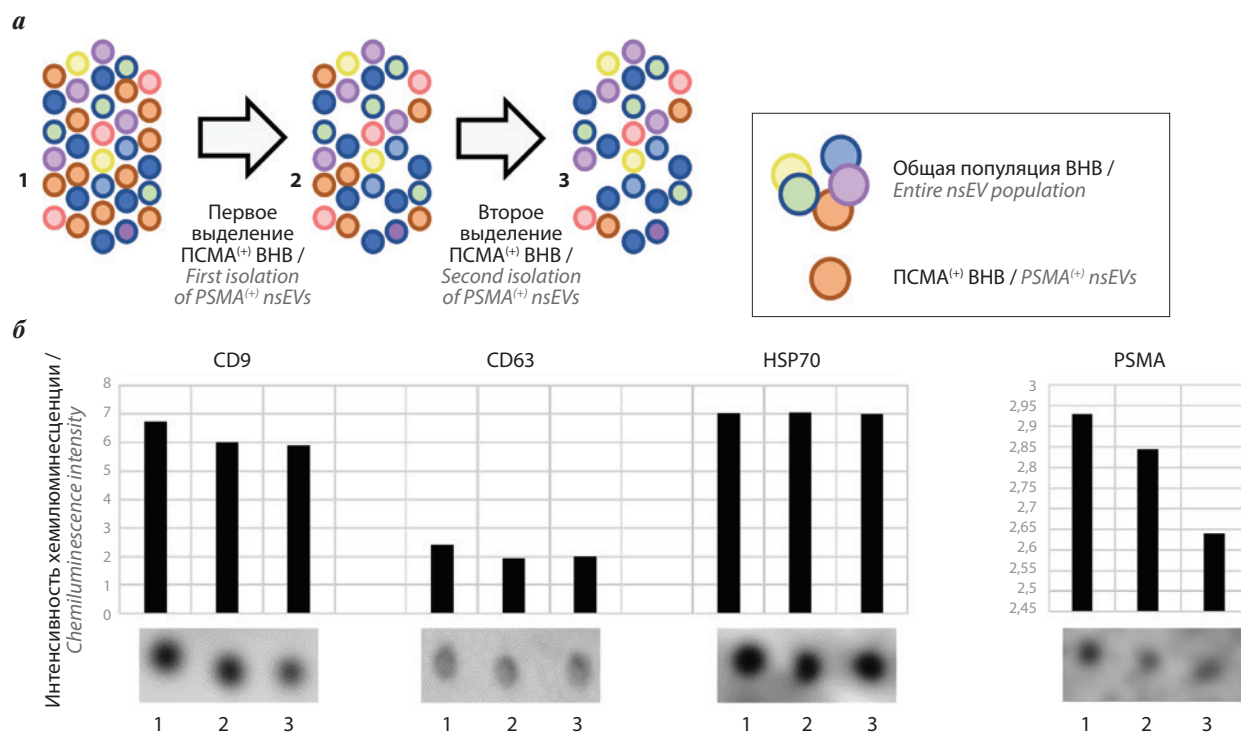 а
1
2
3
Первое
выделение
ПСМА(+) ВНВ /
First isolation
of PSMA(+) nsEVs
Второе
выделение
ПСМА(+) ВНВ /
Second isolation
of PSMA(+) nsEVs
Общая популяция ВНВ /
Entire nsEV population
ПСМА(+) ВНВ / PSMA(+) nsEVs
б
Интенсивность хемилюминесценции /
Chemiluminescence intensity
CD9
CD63
HSP70
PSMA
8
7
6
5
4
3
2
1
0
3
2,95
2,9
2,85
2,8
2,75
2,7
2,65
2,6
2,55
2,5
2,45
1 2 3
1 2 3
1 2 3
1 2 3